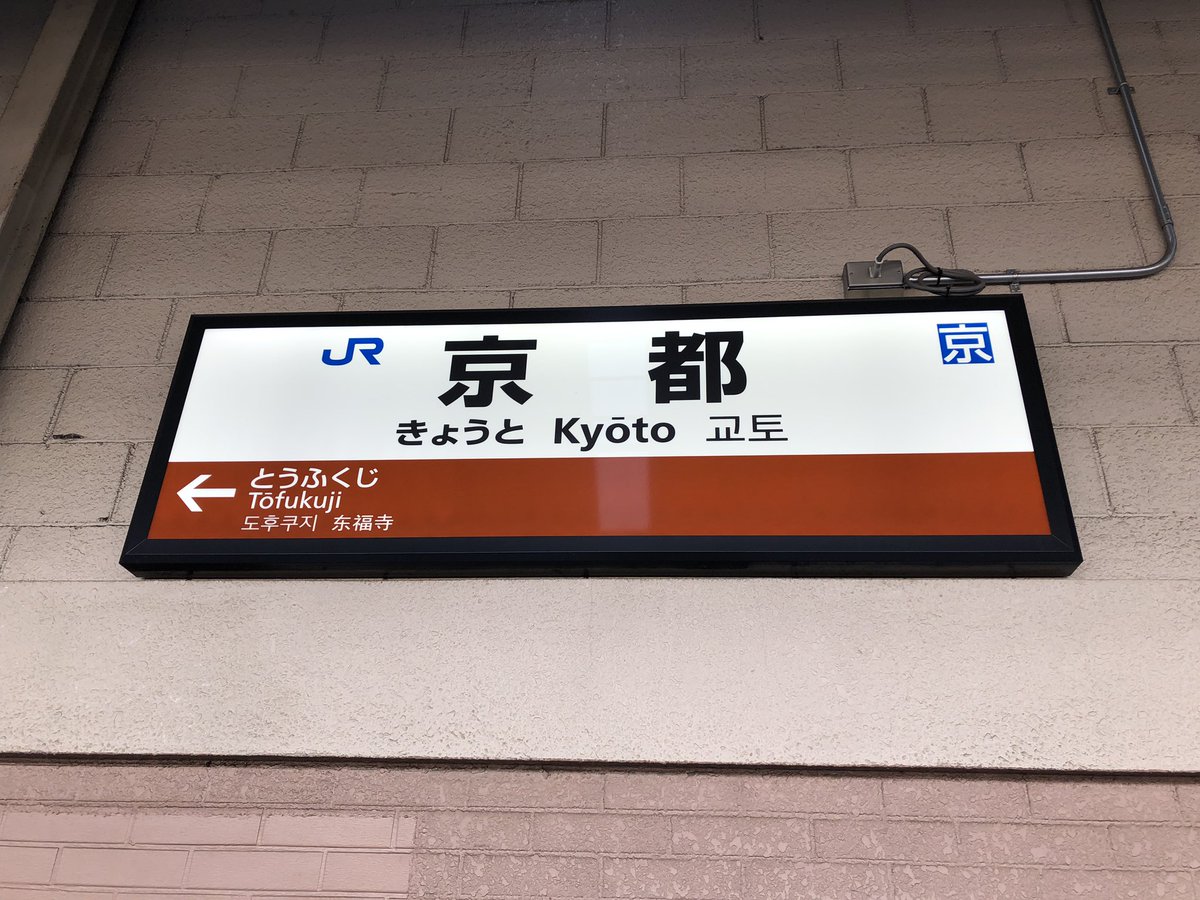 JR 京都 京
きょうと Kyōto 교토
← とうふくじ
Tōfukuji
도후쿠지 东福寺